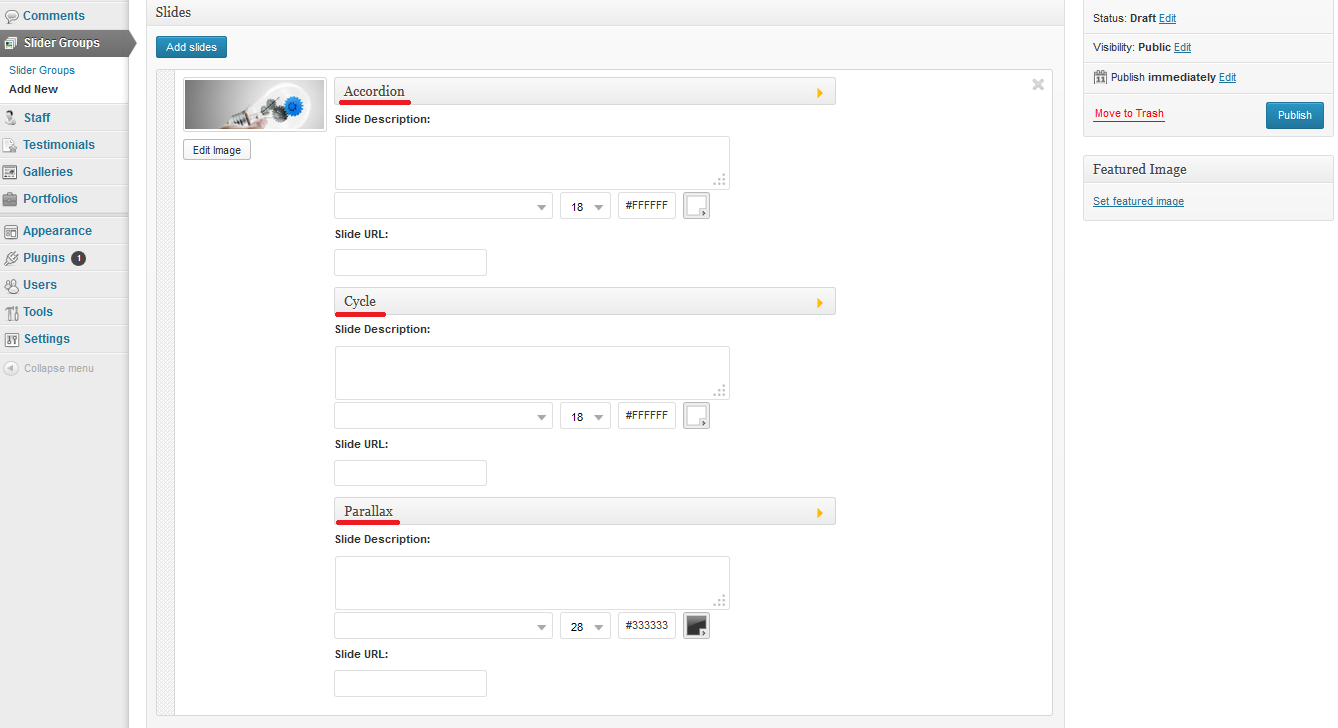 Comments
Slider Groups
Slider Groups
Add New
Staff
Testimonials
Galleries
Portfolios
Appearance
Plugins 1
Users
Tools
Settings
Collapse menu
Slides
Add slides
Edit Image
Accordion
Slide Description:
18 #FFFFFF
Slide URL:
Cycle
Slide Description:
18 #FFFFFF
Slide URL:
Parallax
Slide Description:
28 #333333
Slide URL:
Status: Draft Edit
Visibility: Public Edit
11 Publish immediately Edit
Move to Trash
Publish
Featured Image
Set featured image